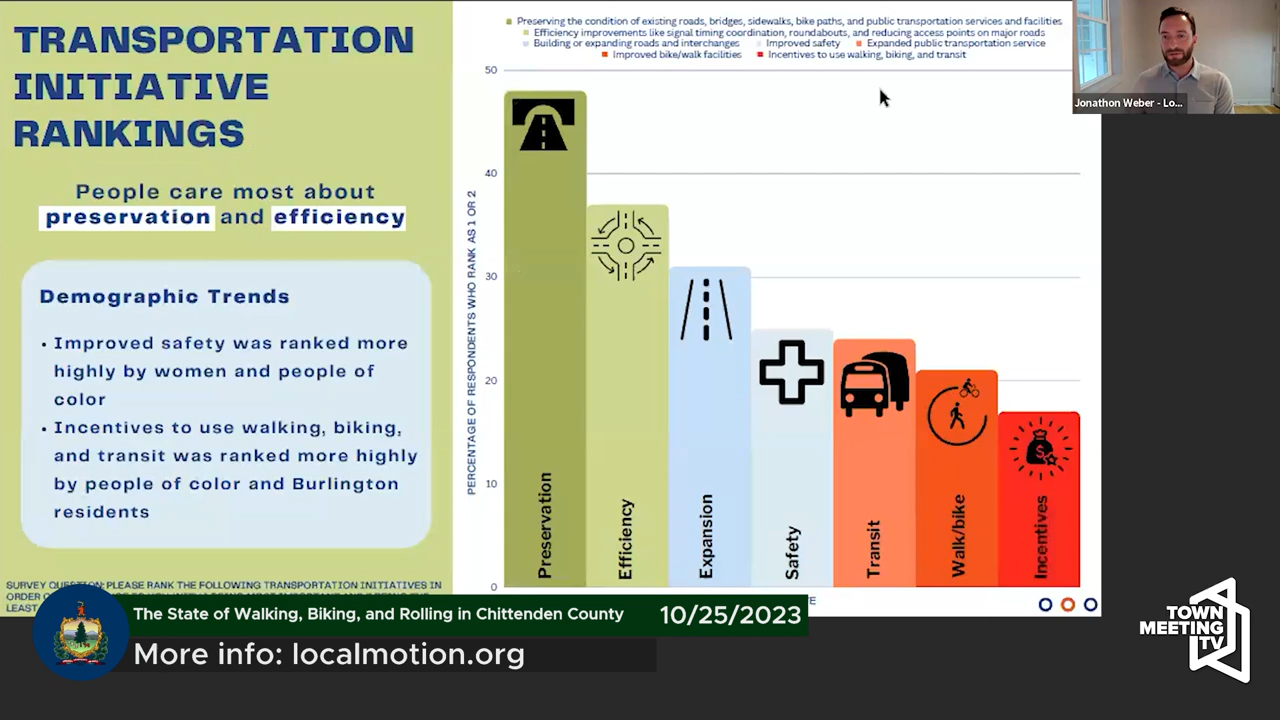 TRANSPORTATION
INITIATIVE
RANKINGS
People care most about
preservation and efficiency
Demographic Trends
• Improved safety was ranked more
highly by women and people of
color
• Incentives to use walking, biking,
and transit was ranked more highly
by people of color and Burlington
residents
SURVEY QUESTION: PLEASE RANK THE FOLLOWING TRANSPORTATION INITIATIVES IN
Preserving the condition of existing roads, bridges, sidewalks, bike paths, and public transportation services and facilities
Efficiency improvements like signal timing coordination, roundabouts, and reducing access points on major roads
Building or expanding roads and interchanges Improved safety Expanded public transportation service
Improved bike/walk facilities Incentives to use walking, biking, and transit
PERCENTAGE OF RESPONDENTS WHO RANK AS 1 OR 2
50
40
30
20
10
0
Preservation
Efficiency
Expansion
Safety
Transit
Walk/bike
Incentives
Jonathon Weber - Lo...
The State of Walking, Biking, and Rolling in Chittenden County 10/25/2023
More info: localmotion.org
TOWN
MEETING
TV